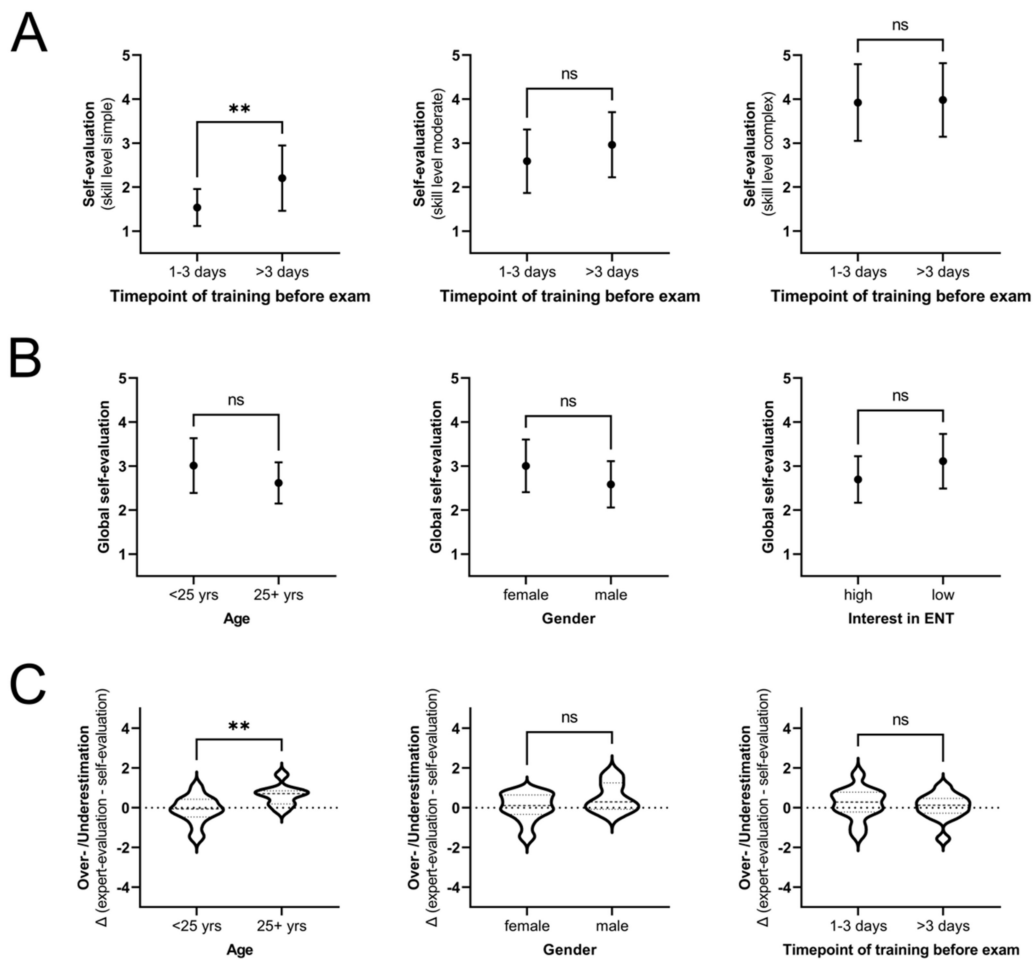 A
Self-evaluation
(skill level simple)
5
4
3
2
1
**
1-3 days
>3 days
Timepoint of training before exam
Self-evaluation
(skill level moderate)
5
4
3
2
1
ns
1-3 days
>3 days
Timepoint of training before exam
Self-evaluation
(skill level complex)
5
4
3
2
1
ns
1-3 days
>3 days
Timepoint of training before exam
B
Global self-evaluation
5
4
3
2
1
ns
<25 yrs
25+ yrs
Age
Global self-evaluation
5
4
3
2
1
ns
female
male
Gender
Global self-evaluation
5
4
3
2
1
ns
high
low
Interest in ENT
C
Over- /Underestimation
Δ (expert-evaluation - self-evaluation)
4
2
0
-2
-4
**
<25 yrs
25+ yrs
Age
Over- /Underestimation
Δ (expert-evaluation - self-evaluation)
4
2
0
-2
-4
ns
female
male
Gender
Over- /Underestimation
Δ (expert-evaluation - self-evaluation)
4
2
0
-2
-4
ns
1-3 days
>3 days
Timepoint of training before exam